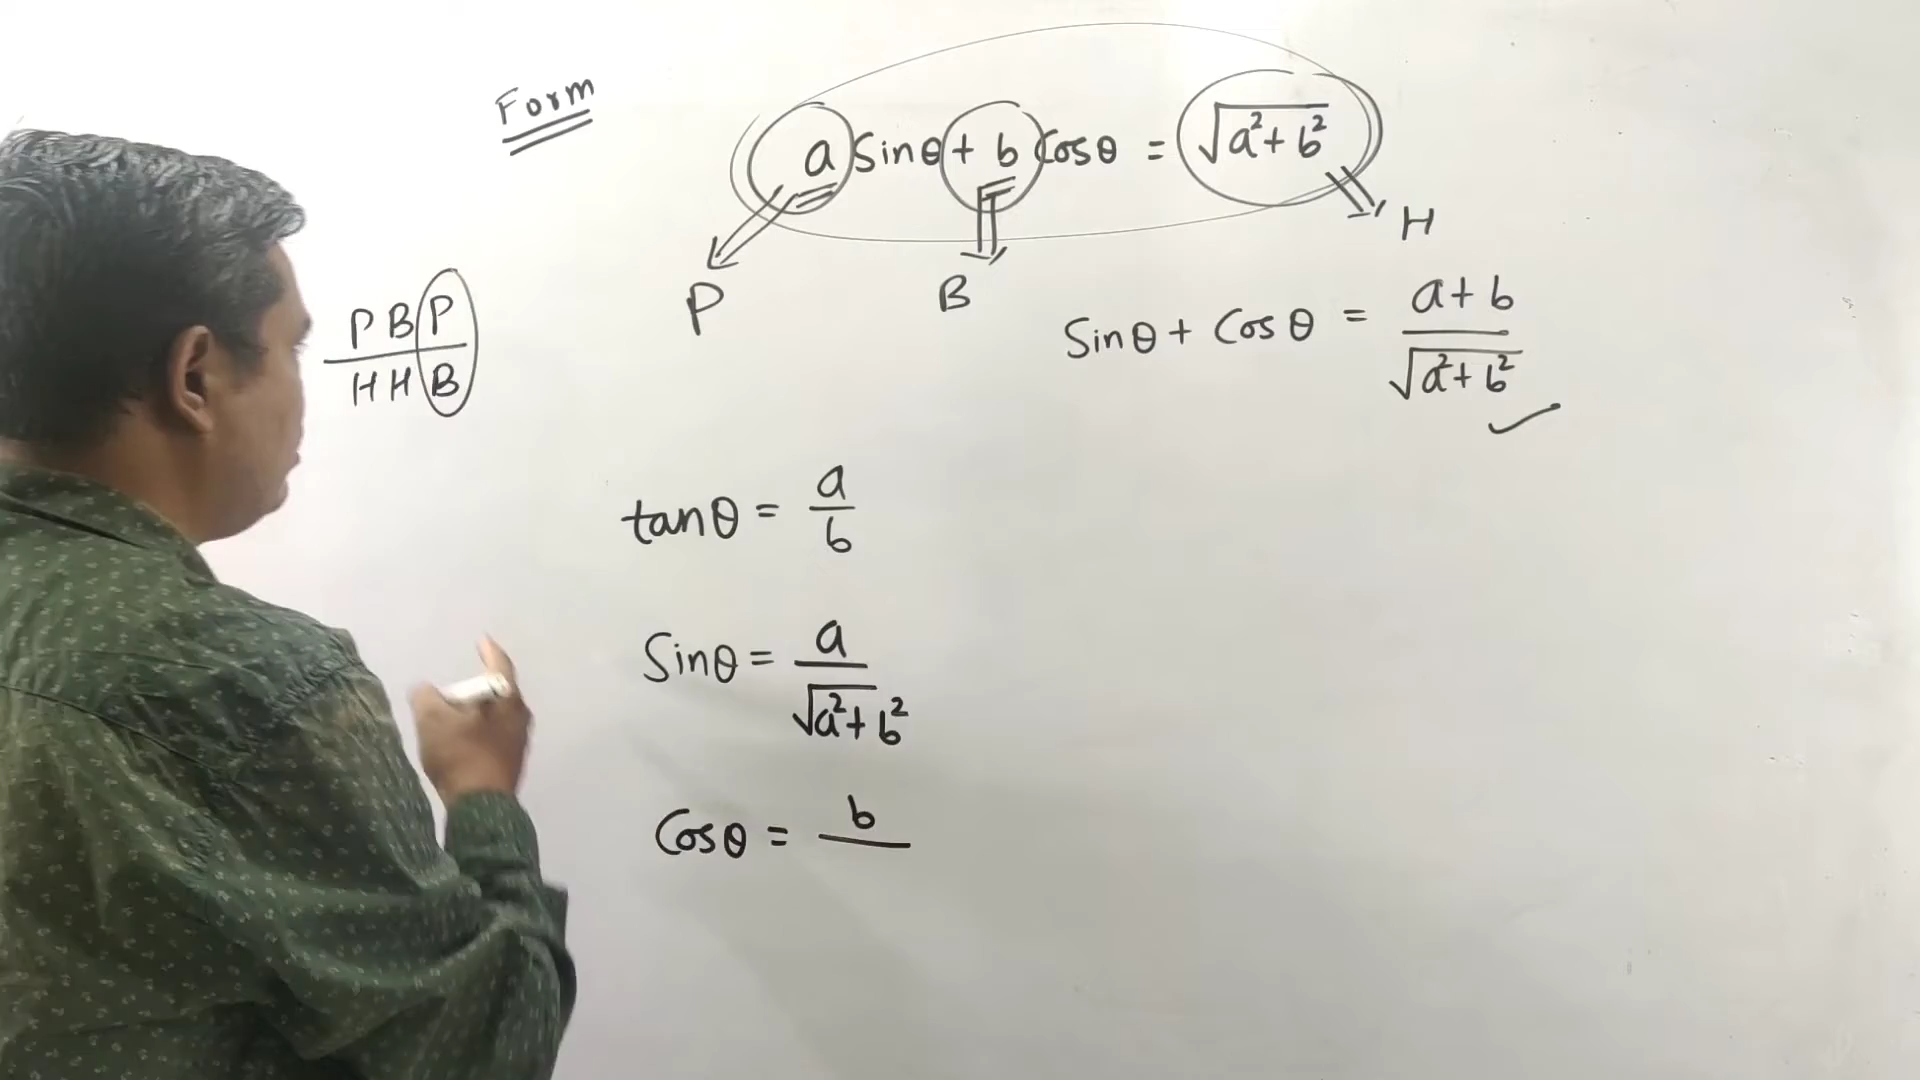 Form
a Sinθ + b Cosθ = √a²+b²
P B H
Sinθ + Cosθ = a+b / √a²+b²
P B P
H H B
tanθ = a/b
Sinθ = a / √a²+b²
Cosθ = b /